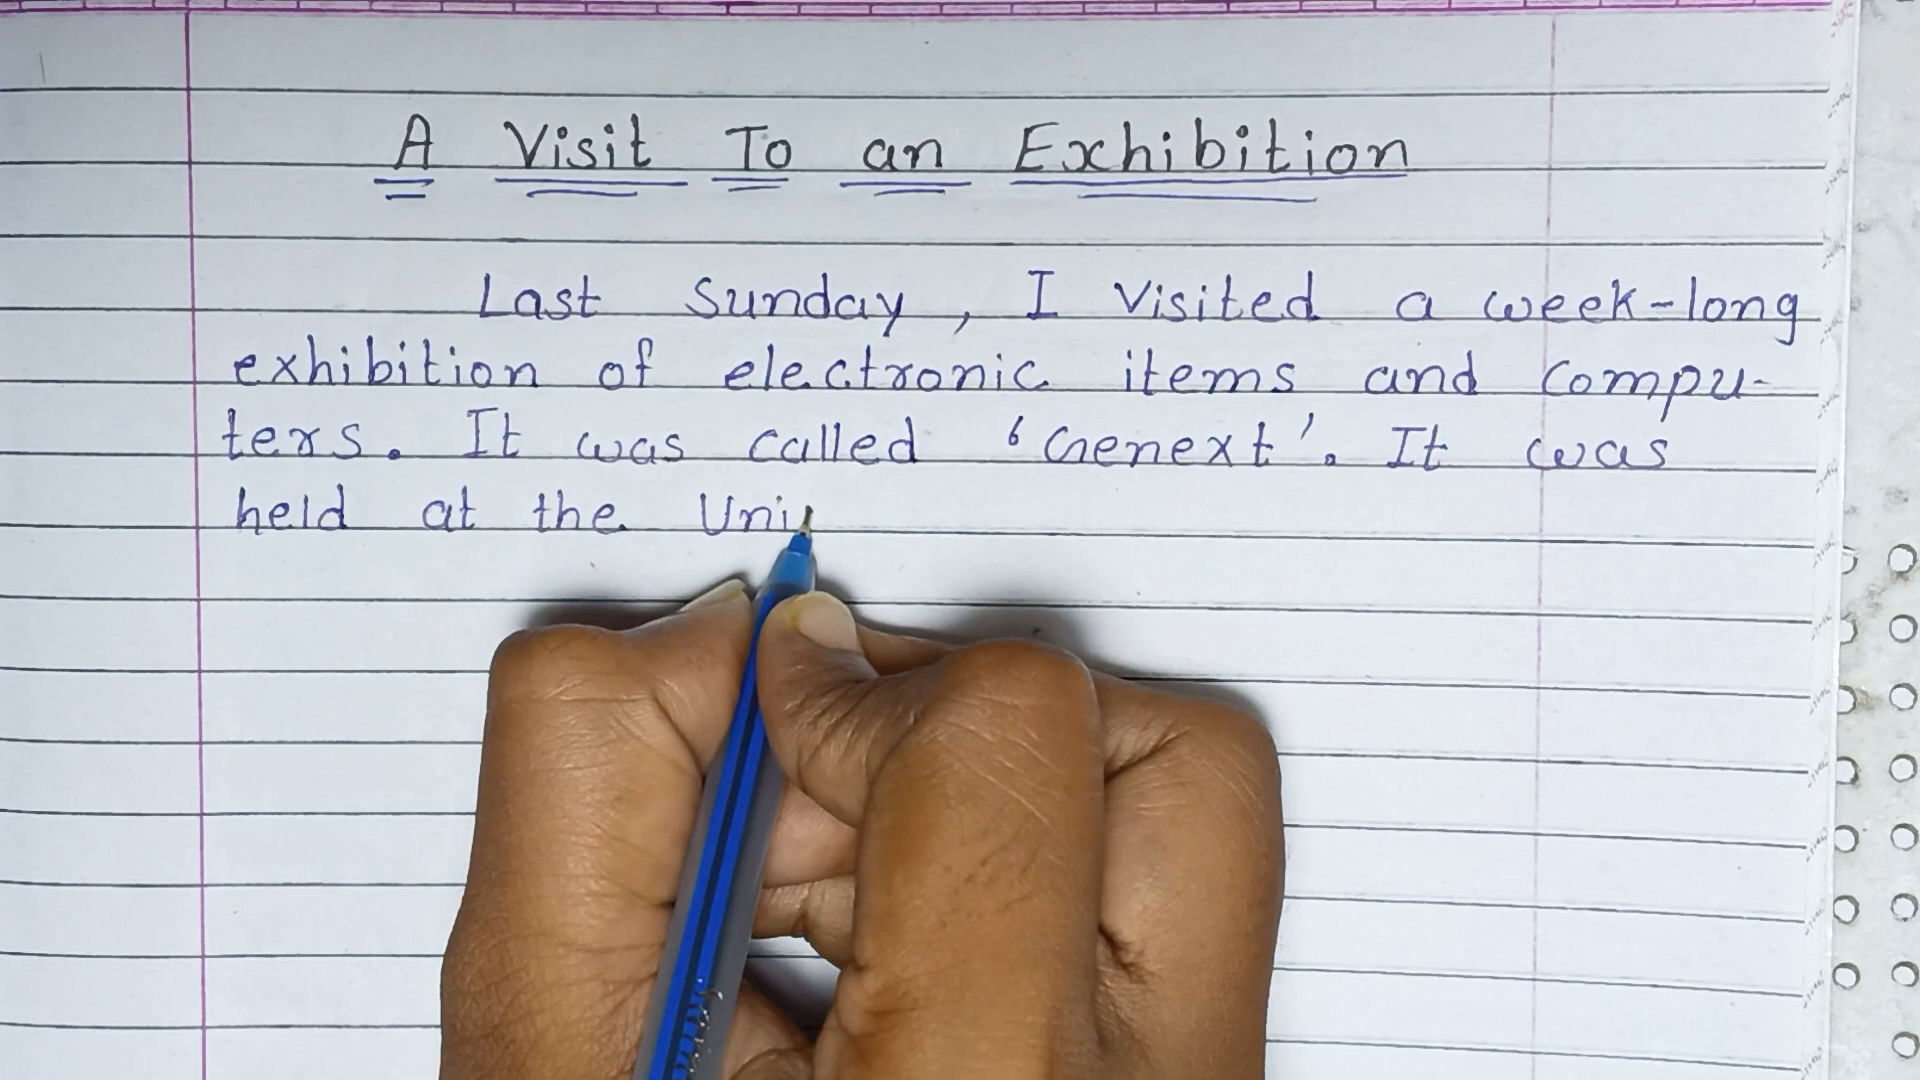 A Visit To an Exhibition
Last Sunday, I visited a week-long
exhibition of electronic items and compu-
ters. It was called 'Genext'. It was
held at the Uni